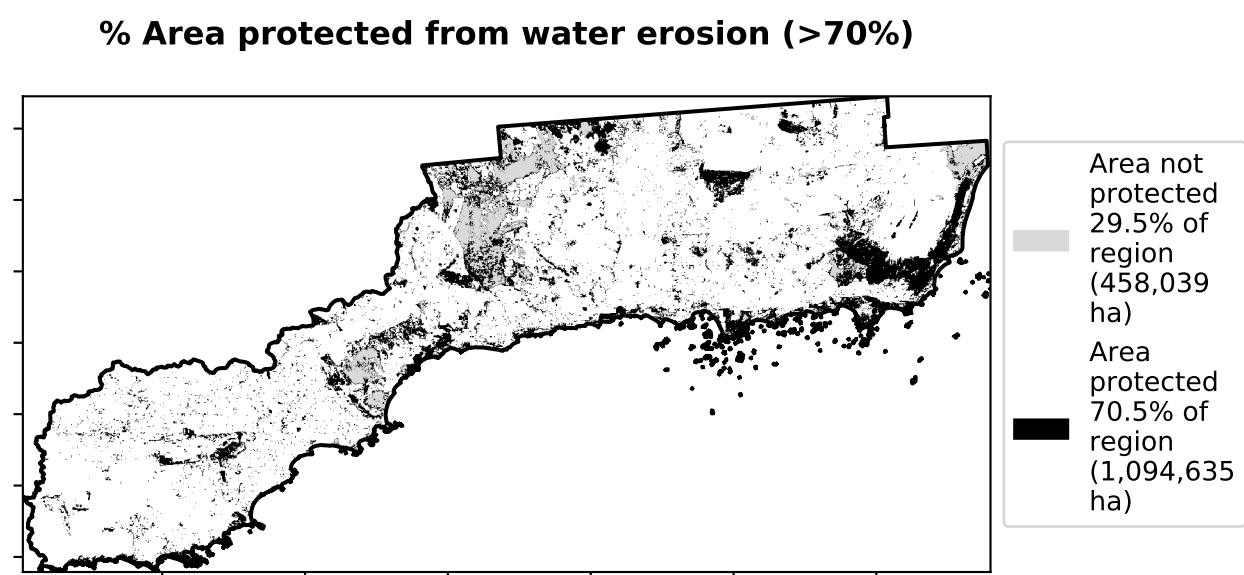 % Area protected from water erosion (>70%)
Area not
protected
29.5% of
region
(458,039
ha)
Area
protected
70.5% of
region
(1,094,635
ha)